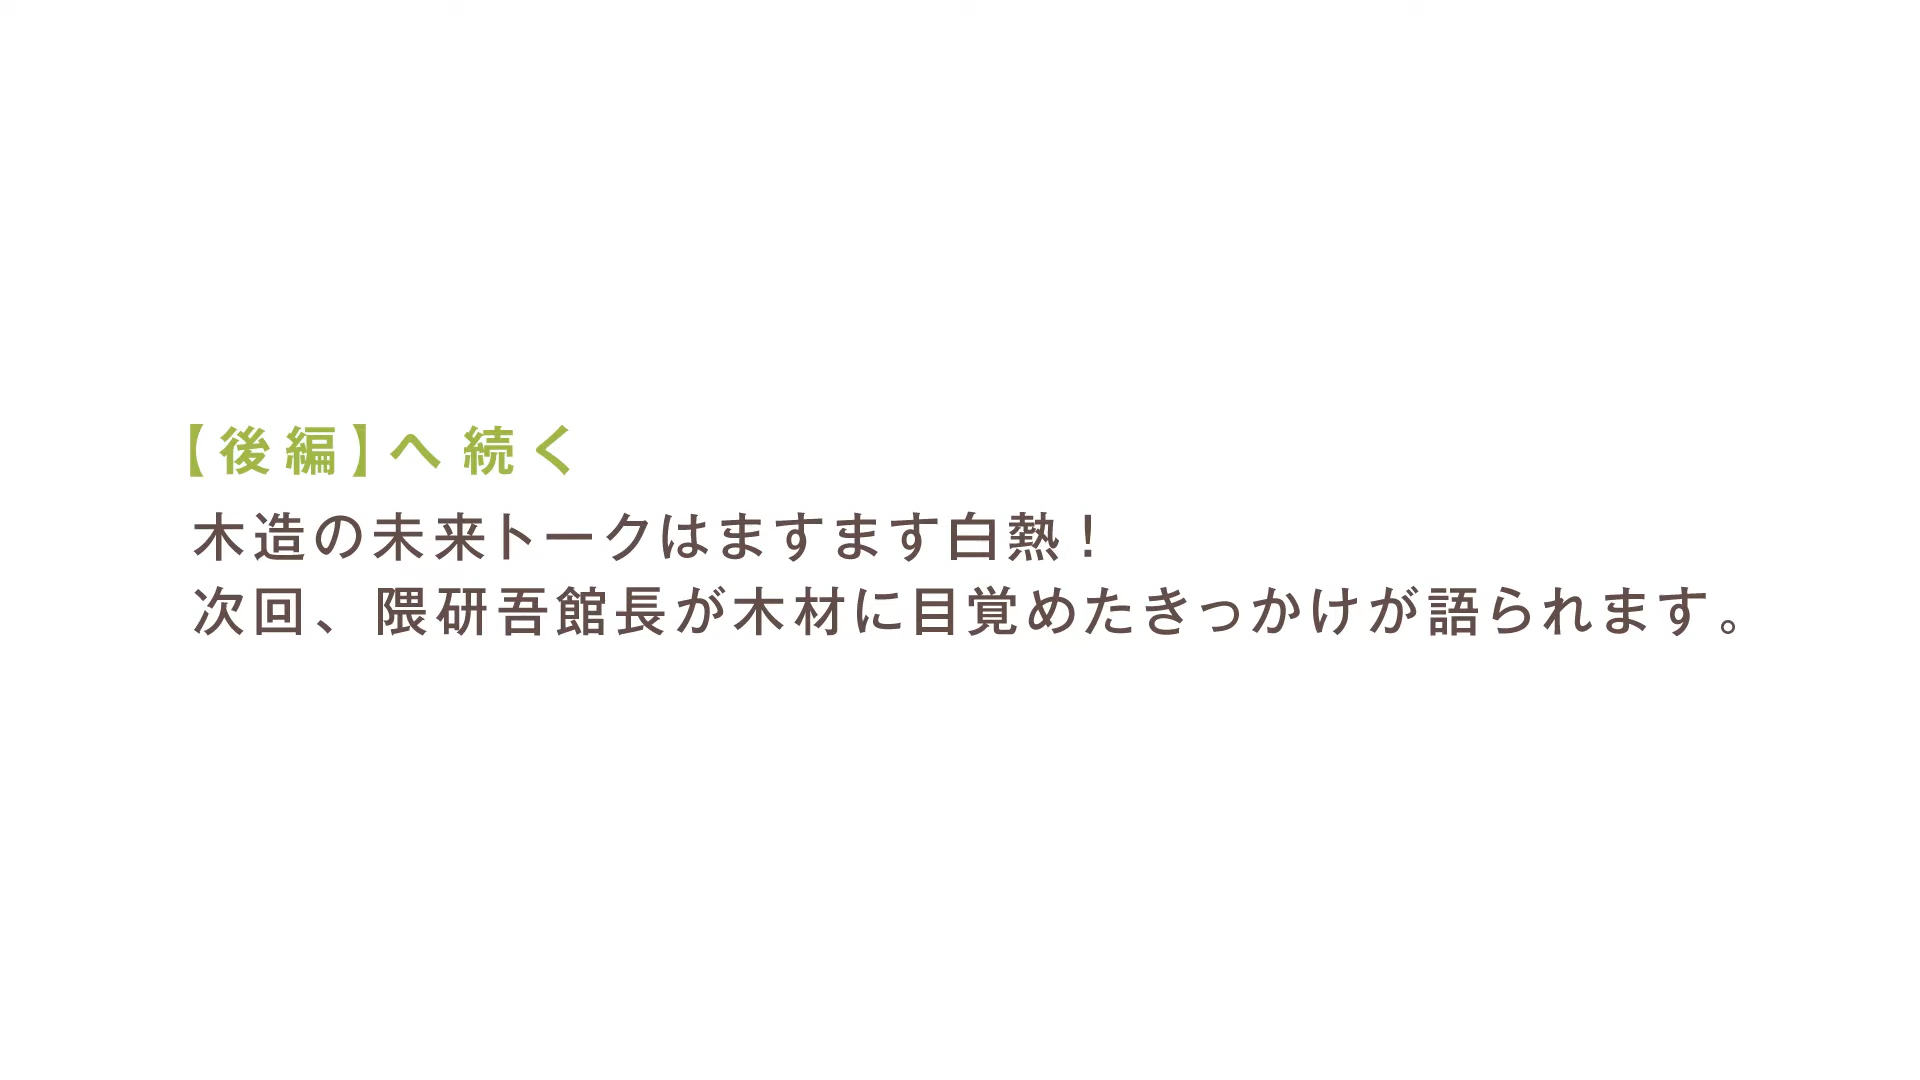 【後編】へ続く
木造の未来トークはますます白熱！
次回、隈研吾館長が木材に目覚めたきっかけが語られます。